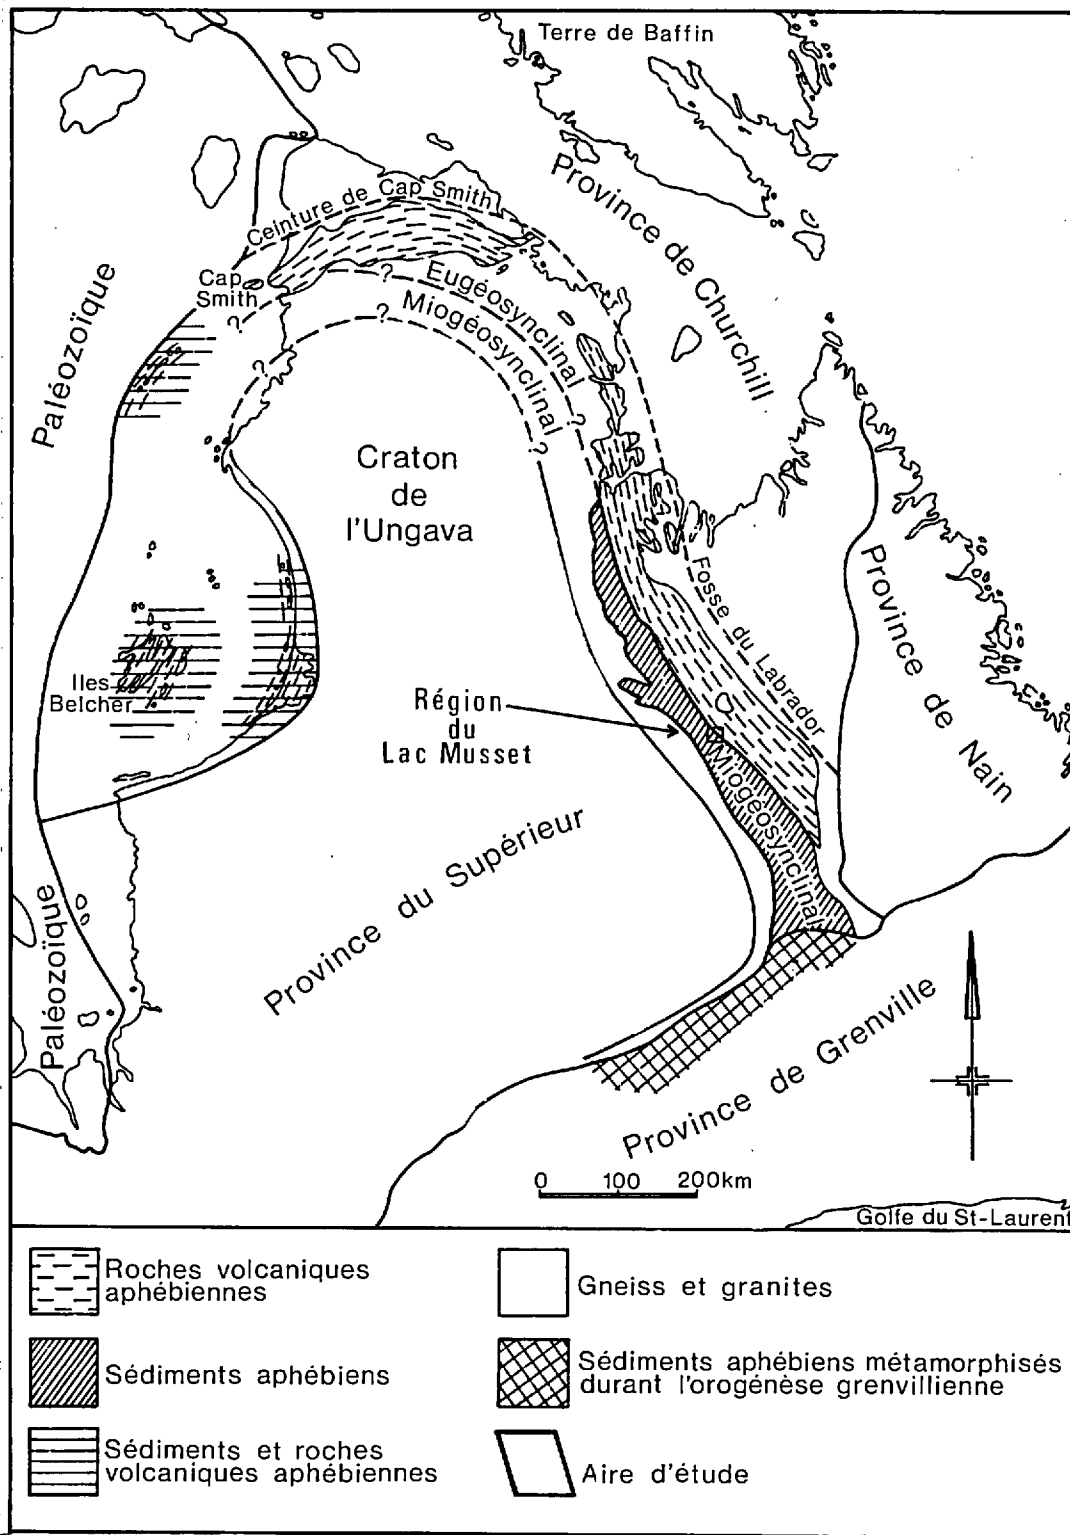 Terre de Baffin
Province de Churchill
Ceinture de Cap Smith
Cap
Smith
?
Eugéosynclinal
?
Miogéosynclinal
?
?
?
?
?
Paléozoïque
Craton
de
l'Ungava
Fosse du Labrador
Province de Nain
Iles
Belcher
Région
du
Lac Musset
Miogéosynclinal
Province du Supérieur
Paléozoïque
Province de Grenville
0 100 200km
Golfe du St-Laurent
Roches volcaniques
aphébiennes
Gneiss et granites
Sédiments aphébiens
Sédiments aphébiens métamorphisés
durant l'orogénèse grenvillienne
Sédiments et roches
volcaniques aphébiennes
Aire d'étude